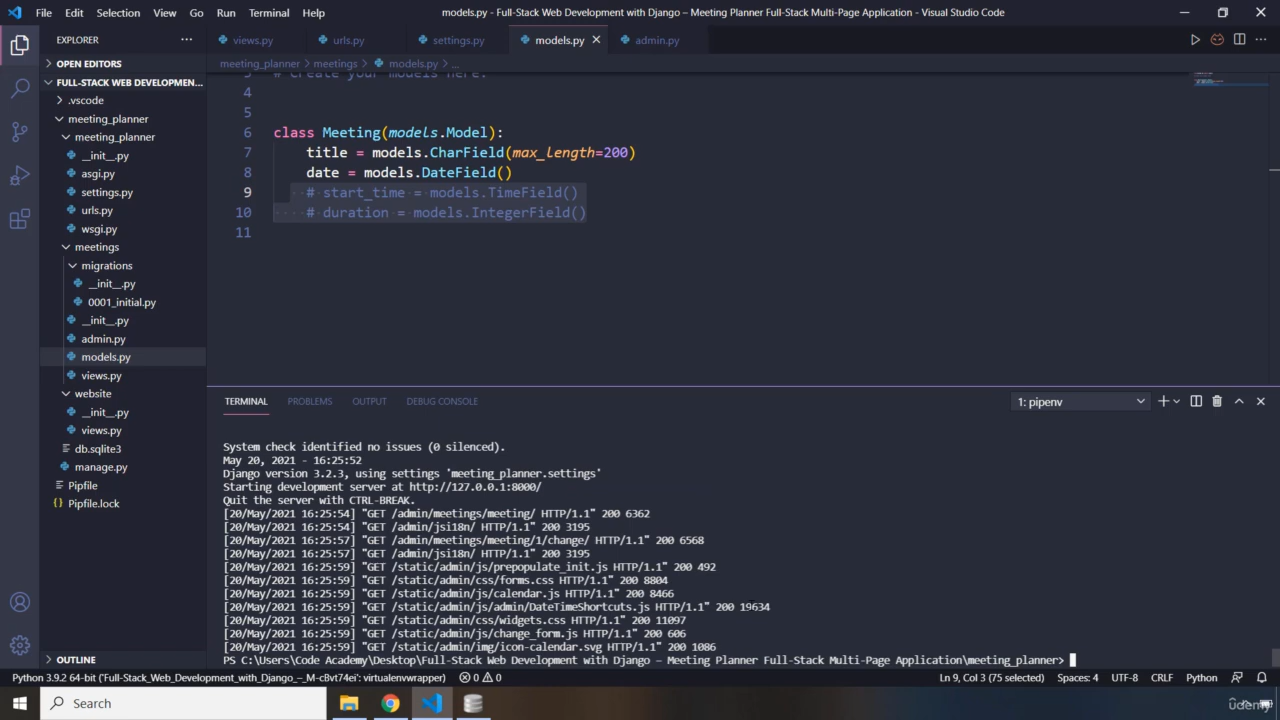 File Edit Selection View Go Run Terminal Help
models.py - Full-Stack Web Development with Django – Meeting Planner Full-Stack Multi-Page Application - Visual Studio Code
EXPLORER
OPEN EDITORS
FULL-STACK WEB DEVELOPMEN...
.vscode
meeting_planner
meeting_planner
__init__.py
asgi.py
settings.py
urls.py
wsgi.py
meetings
migrations
__init__.py
0001_initial.py
__init__.py
admin.py
models.py
views.py
website
__init__.py
views.py
db.sqlite3
manage.py
Pipfile
{} Pipfile.lock
OUTLINE
views.py urls.py settings.py models.py admin.py
meeting_planner > meetings > models.py > ...
3 # Create your models here.
4
5
6 class Meeting(models.Model):
7 title = models.CharField(max_length=200)
8 date = models.DateField()
9 # start_time = models.TimeField()
10 # duration = models.IntegerField()
11
TERMINAL PROBLEMS OUTPUT DEBUG CONSOLE 1: pipenv
System check identified no issues (0 silenced).
May 20, 2021 - 16:25:52
Django version 3.2.3, using settings 'meeting_planner.settings'
Starting development server at http://127.0.0.1:8000/
Quit the server with CTRL-BREAK.
[20/May/2021 16:25:54] "GET /admin/meetings/meeting/ HTTP/1.1" 200 6362
[20/May/2021 16:25:54] "GET /admin/jsi18n/ HTTP/1.1" 200 3195
[20/May/2021 16:25:57] "GET /admin/meetings/meeting/1/change/ HTTP/1.1" 200 6568
[20/May/2021 16:25:57] "GET /admin/jsi18n/ HTTP/1.1" 200 3195
[20/May/2021 16:25:59] "GET /static/admin/js/prepopulate_init.js HTTP/1.1" 200 492
[20/May/2021 16:25:59] "GET /static/admin/css/forms.css HTTP/1.1" 200 8804
[20/May/2021 16:25:59] "GET /static/admin/js/calendar.js HTTP/1.1" 200 8466
[20/May/2021 16:25:59] "GET /static/admin/js/admin/DateTimeShortcuts.js HTTP/1.1" 200 19634
[20/May/2021 16:25:59] "GET /static/admin/css/widgets.css HTTP/1.1" 200 11097
[20/May/2021 16:25:59] "GET /static/admin/js/change_form.js HTTP/1.1" 200 606
[20/May/2021 16:25:59] "GET /static/admin/img/icon-calendar.svg HTTP/1.1" 200 1086
PS C:\Users\Code Academy\Desktop\Full-Stack Web Development with Django – Meeting Planner Full-Stack Multi-Page Application\meeting_planner>
Python 3.9.2 64-bit ('Full-Stack_Web_Development_with_Django_–_M-cBvt74ei': virtualenvwrapper) 0 0 Ln 9, Col 3 (75 selected) Spaces: 4 UTF-8 CRLF Python
Search
udemy